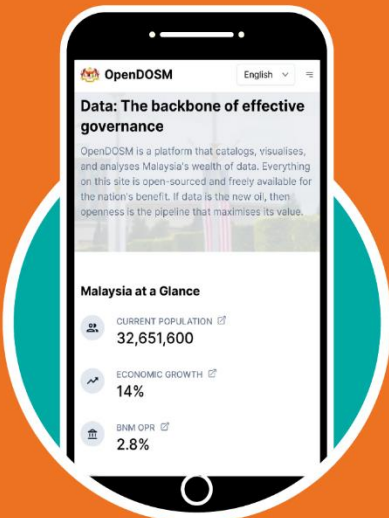 OpenDOSM
English
Data: The backbone of effective
governance
OpenDOSM is a platform that catalogs, visualises,
and analyses Malaysia's wealth of data. Everything
on this site is open-sourced and freely available for
the nation's benefit. If data is the new oil, then
openness is the pipeline that maximises its value.
Malaysia at a Glance
CURRENT POPULATION
32,651,600
ECONOMIC GROWTH
14%
BNM OPR
2.8%